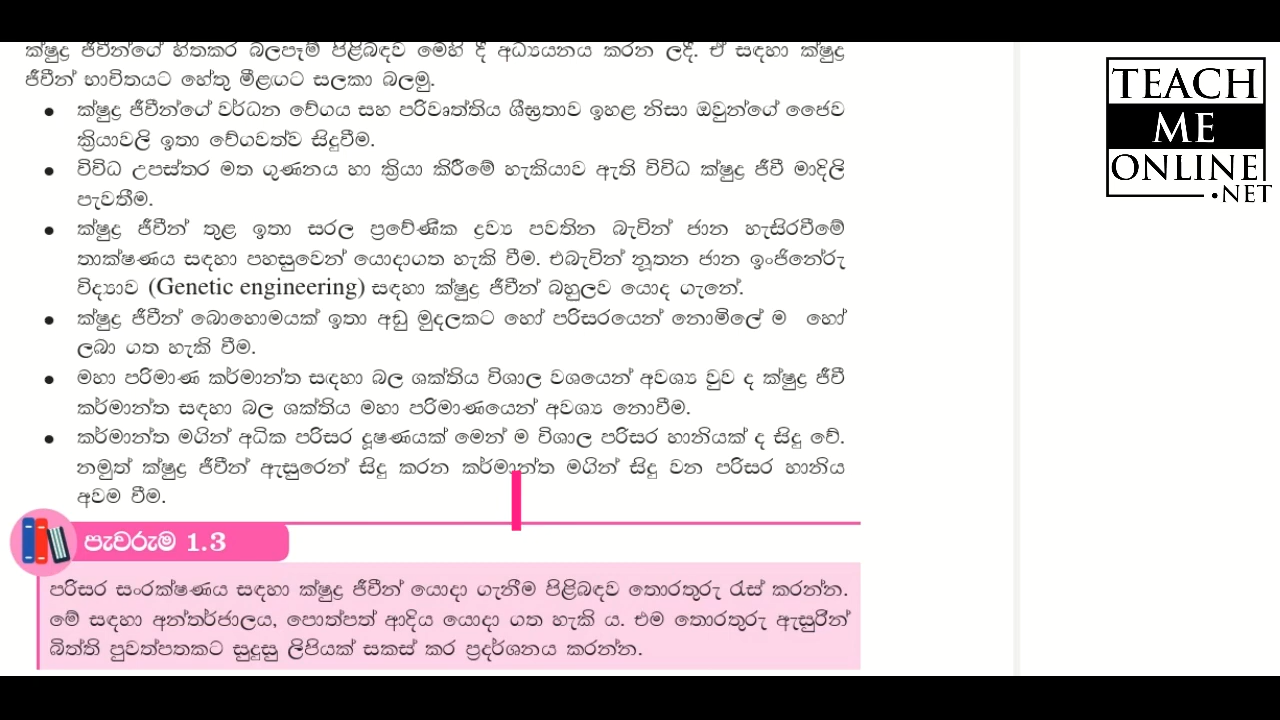 ක්ෂුද්‍ර ජීවීන්ගේ හිතකර බලපෑම් පිළිබඳව මෙහි දී අධ්‍යයනය කරන ලදී. ඒ සඳහා ක්ෂුද්‍ර
ජීවීන් භාවිතයට හේතු මීළඟට සලකා බලමු.
● ක්ෂුද්‍ර ජීවීන්ගේ වර්ධන වේගය සහ පරිවෘත්තිය ශීඝ්‍රතාව ඉහළ නිසා ඔවුන්ගේ ජෛව
ක්‍රියාවලි ඉතා වේගවත්ව සිදුවීම.
● විවිධ උපස්තර මත ගුණනය හා ක්‍රියා කිරීමේ හැකියාව ඇති විවිධ ක්ෂුද්‍ර ජීවී මාදිලි
පැවතීම.
● ක්ෂුද්‍ර ජීවීන් තුළ ඉතා සරල ප්‍රවේණික ද්‍රව්‍ය පවතින බැවින් ජාන හැසිරවීමේ
තාක්ෂණය සඳහා පහසුවෙන් යොදාගත හැකි වීම. එබැවින් නූතන ජාන ඉංජිනේරු
විද්‍යාව (Genetic engineering) සඳහා ක්ෂුද්‍ර ජීවීන් බහුලව යොද ගැනේ.
● ක්ෂුද්‍ර ජීවීන් බොහොමයක් ඉතා අඩු මුදලකට හෝ පරිසරයෙන් නොමිලේ ම හෝ
ලබා ගත හැකි වීම.
● මහා පරිමාණ කර්මාන්ත සඳහා බල ශක්තිය විශාල වශයෙන් අවශ්‍ය වුව ද ක්ෂුද්‍ර ජීවී
කර්මාන්ත සඳහා බල ශක්තිය මහා පරිමාණයෙන් අවශ්‍ය නොවීම.
● කර්මාන්ත මගින් අධික පරිසර දූෂණයක් මෙන් ම විශාල පරිසර හානියක් ද සිදු වේ.
නමුත් ක්ෂුද්‍ර ජීවීන් ඇසුරෙන් සිදු කරන කර්මාන්ත මගින් සිදු වන පරිසර හානිය
අවම වීම.
පැවරුම 1.3
පරිසර සංරක්ෂණය සඳහා ක්ෂුද්‍ර ජීවීන් යොදා ගැනීම පිළිබඳව තොරතුරු රැස් කරන්න.
මේ සඳහා අන්තර්ජාලය, පොත්පත් ආදිය යොදා ගත හැකි ය. එම තොරතුරු ඇසුරින්
බිත්ති පුවත්පතකට සුදුසු ලිපියක් සකස් කර ප්‍රදර්ශනය කරන්න.
TEACH
ME
ONLINE
.NET